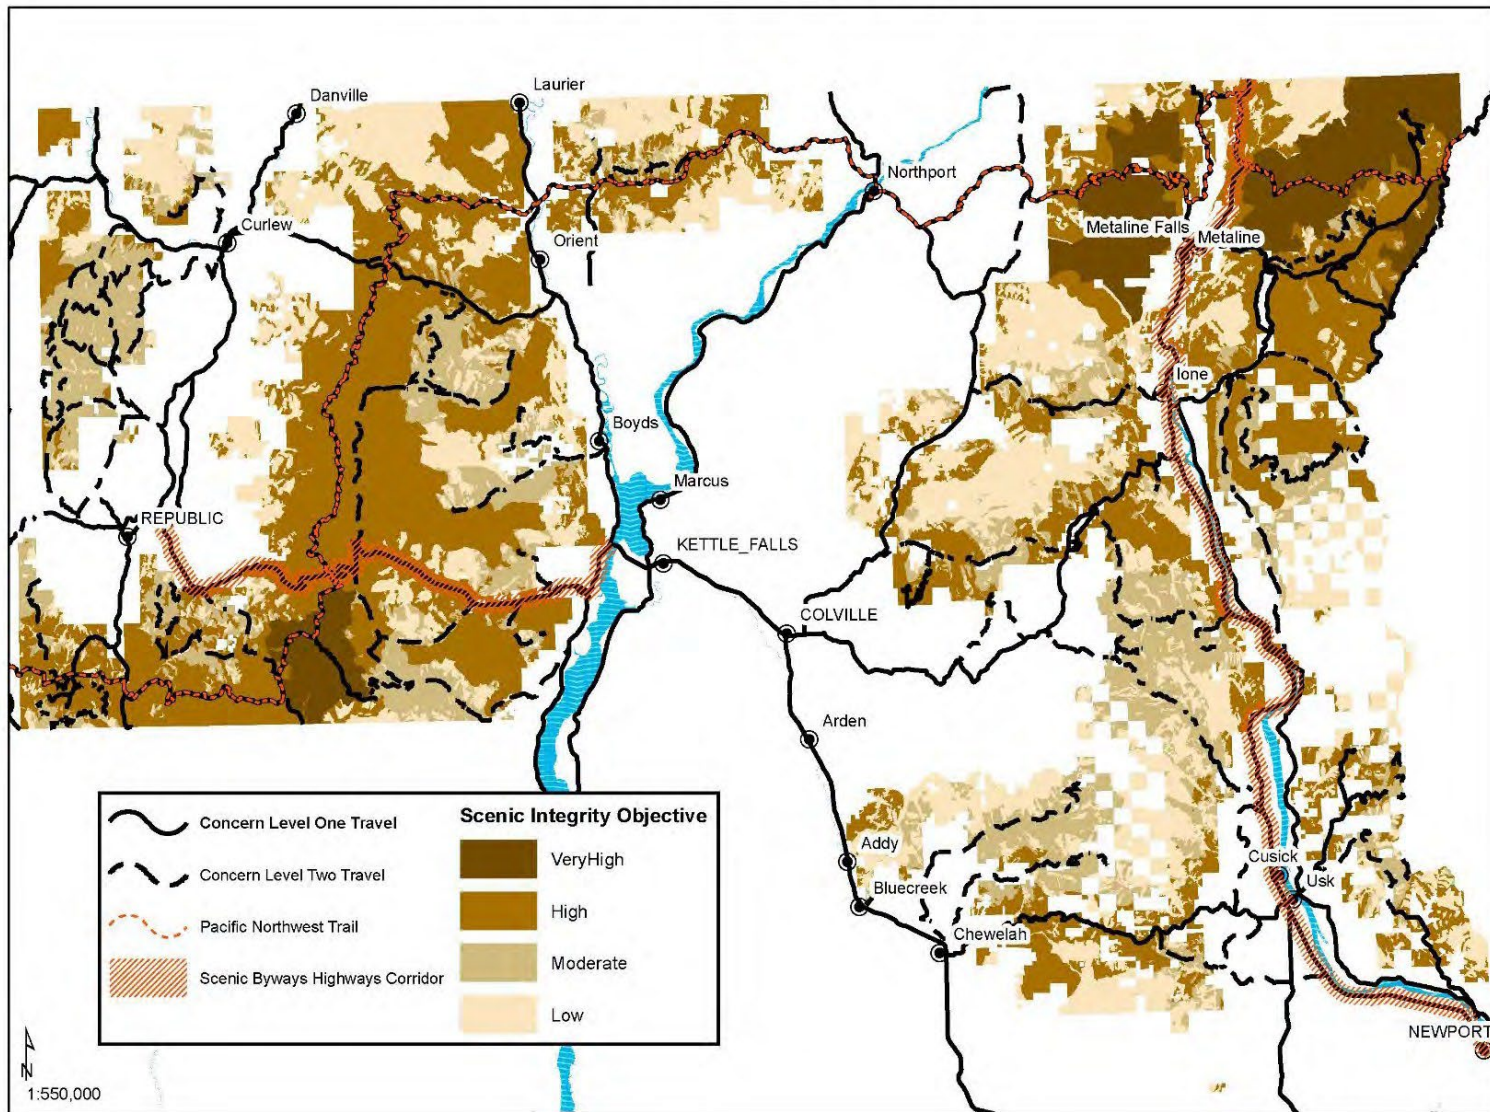 Laurier
Danville
Northport
Curlew
Metaline Falls
Metaline
Orient
Ione
Boyds
Marcus
REPUBLIC
KETTLE_FALLS
COLVILLE
Arden
Addy
Cusick
Usk
Bluecreek
Chewelah
NEWPORT
Concern Level One Travel
Concern Level Two Travel
Pacific Northwest Trail
Scenic Byways Highways Corridor
Scenic Integrity Objective
VeryHigh
High
Moderate
Low
N
1:550,000